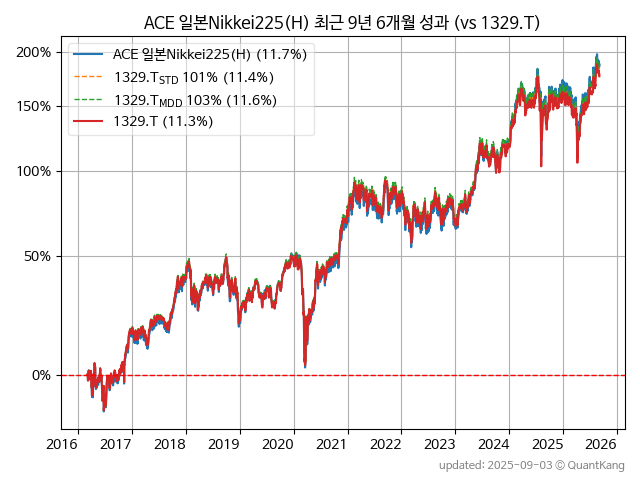 ACE 일본Nikkei225(H) 최근 9년 6개월 성과 (vs 1329.T)
ACE 일본Nikkei225(H) (11.7%)
1329.T STD 101% (11.4%)
1329.T MDD 103% (11.6%)
1329.T (11.3%)
200%
150%
100%
50%
0%
2016 2017 2018 2019 2020 2021 2022 2023 2024 2025 2026
updated: 2025-09-03 © QuantKang